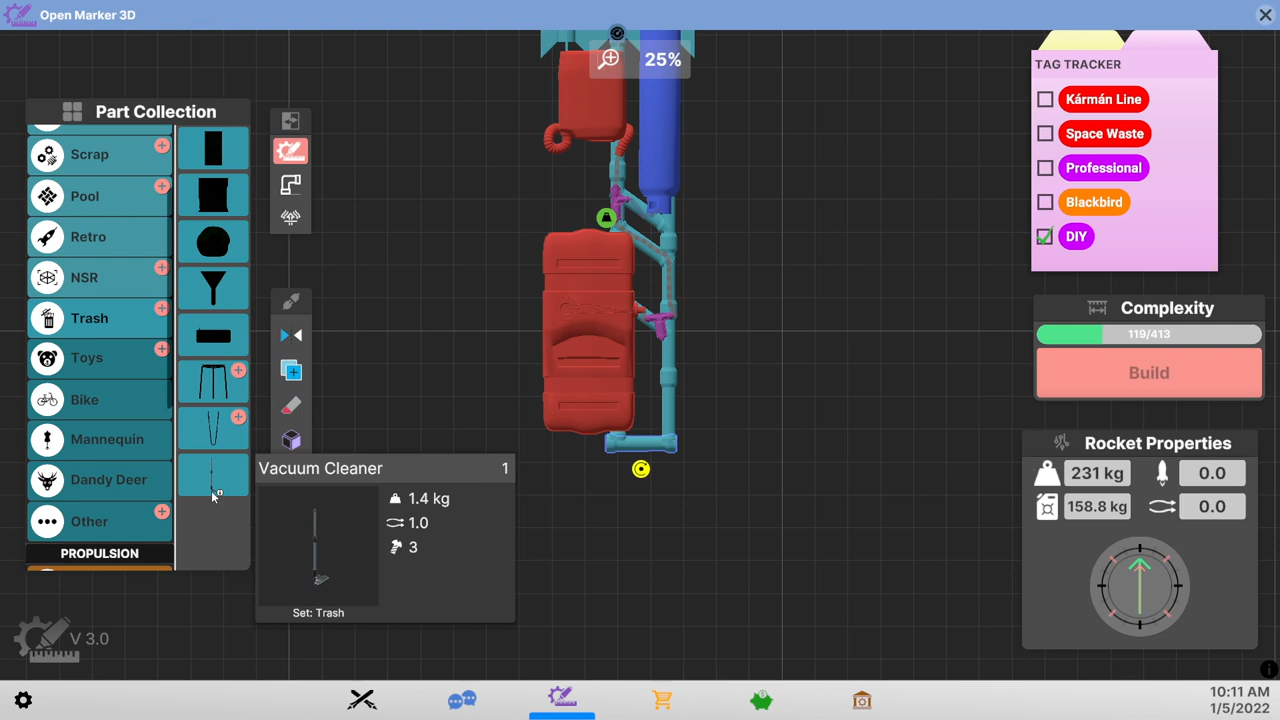 Open Marker 3D
25%
Part Collection
Scrap
Pool
Retro
NSR
Trash
Toys
Bike
Mannequin
Dandy Deer
Other
PROPULSION
Vacuum Cleaner 1
1.4 kg
1.0
3
Set: Trash
V 3.0
TAG TRACKER
Kármán Line
Space Waste
Professional
Blackbird
DIY
Complexity
119/413
Build
Rocket Properties
231 kg 0.0
158.8 kg 0.0
10:11 AM
1/5/2022